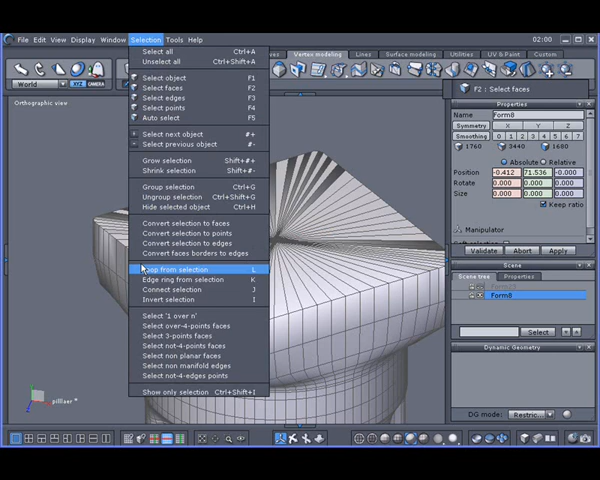 File Edit View Display Window Selection Tools Help 02:00
Vertex modeling Lines Surface modeling Utilities UV & Paint Custom
World XYZ CAMERA
F2 : Select faces
Orthographic view
Select all Ctrl+A
Unselect all Ctrl+Shift+A
Select object F1
Select faces F2
Select edges F3
Select points F4
Auto select F5
Select next object #+
Select previous object #-
Grow selection Shift+#+
Shrink selection Shift+#-
Group selection Ctrl+G
Ungroup selection Ctrl+Shift+G
Hide selected object Ctrl+H
Convert selection to faces
Convert selection to points
Convert selection to edges
Convert faces borders to edges
oop from selection L
Edge ring from selection K
Connect selection J
Invert selection I
Select '1 over n'
Select over-4-points faces
Select 3-points faces
Select not-4-points faces
Select non planar faces
Select non manifold edges
Select not-4-edges points
Show only selection Ctrl+Shift+I
Properties
Name Form8
Symmetry X Y Z
Smoothing 0 1 2 3 4 5 6 7
1760 3440 1680
Absolute Relative
Position -0.412 71.536 -0.000
Rotate 0.000 0.000 0.000
Size 0.000 0.000 0.000
Keep ratio
Manipulator
Validate Abort Apply
Scene
Scene tree Properties
Form8
Select
Dynamic Geometry
DG mode: Restric...
pilllaer *